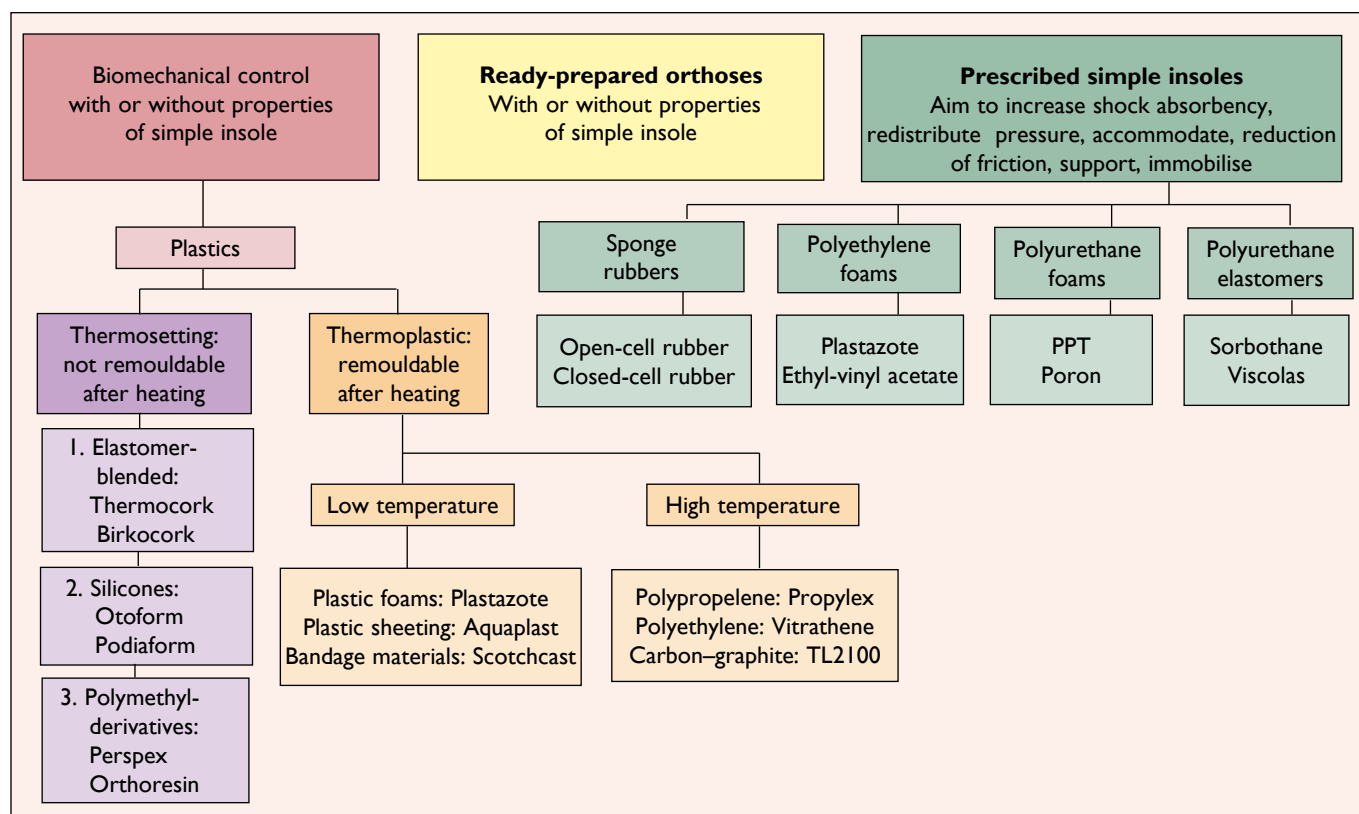 Biomechanical control
with or without properties
of simple insole
Ready-prepared orthoses
With or without properties
of simple insole
Prescribed simple insoles
Aim to increase shock absorbency,
redistribute pressure, accommodate, reduction
of friction, support, immobilise
Plastics
Sponge
rubbers
Polyethylene
foams
Polyurethane
foams
Polyurethane
elastomers
Open-cell rubber
Closed-cell rubber
Plastazote
Ethyl-vinyl acetate
PPT
Poron
Sorbothane
Viscolas
Thermosetting:
not remouldable
after heating
Thermoplastic:
remouldable
after heating
1. Elastomer-
blended:
Thermocork
Birkocork
2. Silicones:
Otoform
Podiaform
3. Polymethyl-
derivatives:
Perspex
Orthoresin
Low temperature
High temperature
Plastic foams: Plastazote
Plastic sheeting: Aquaplast
Bandage materials: Scotchcast
Polypropelene: Propylex
Polyethylene: Vitrathene
Carbon–graphite: TL2100